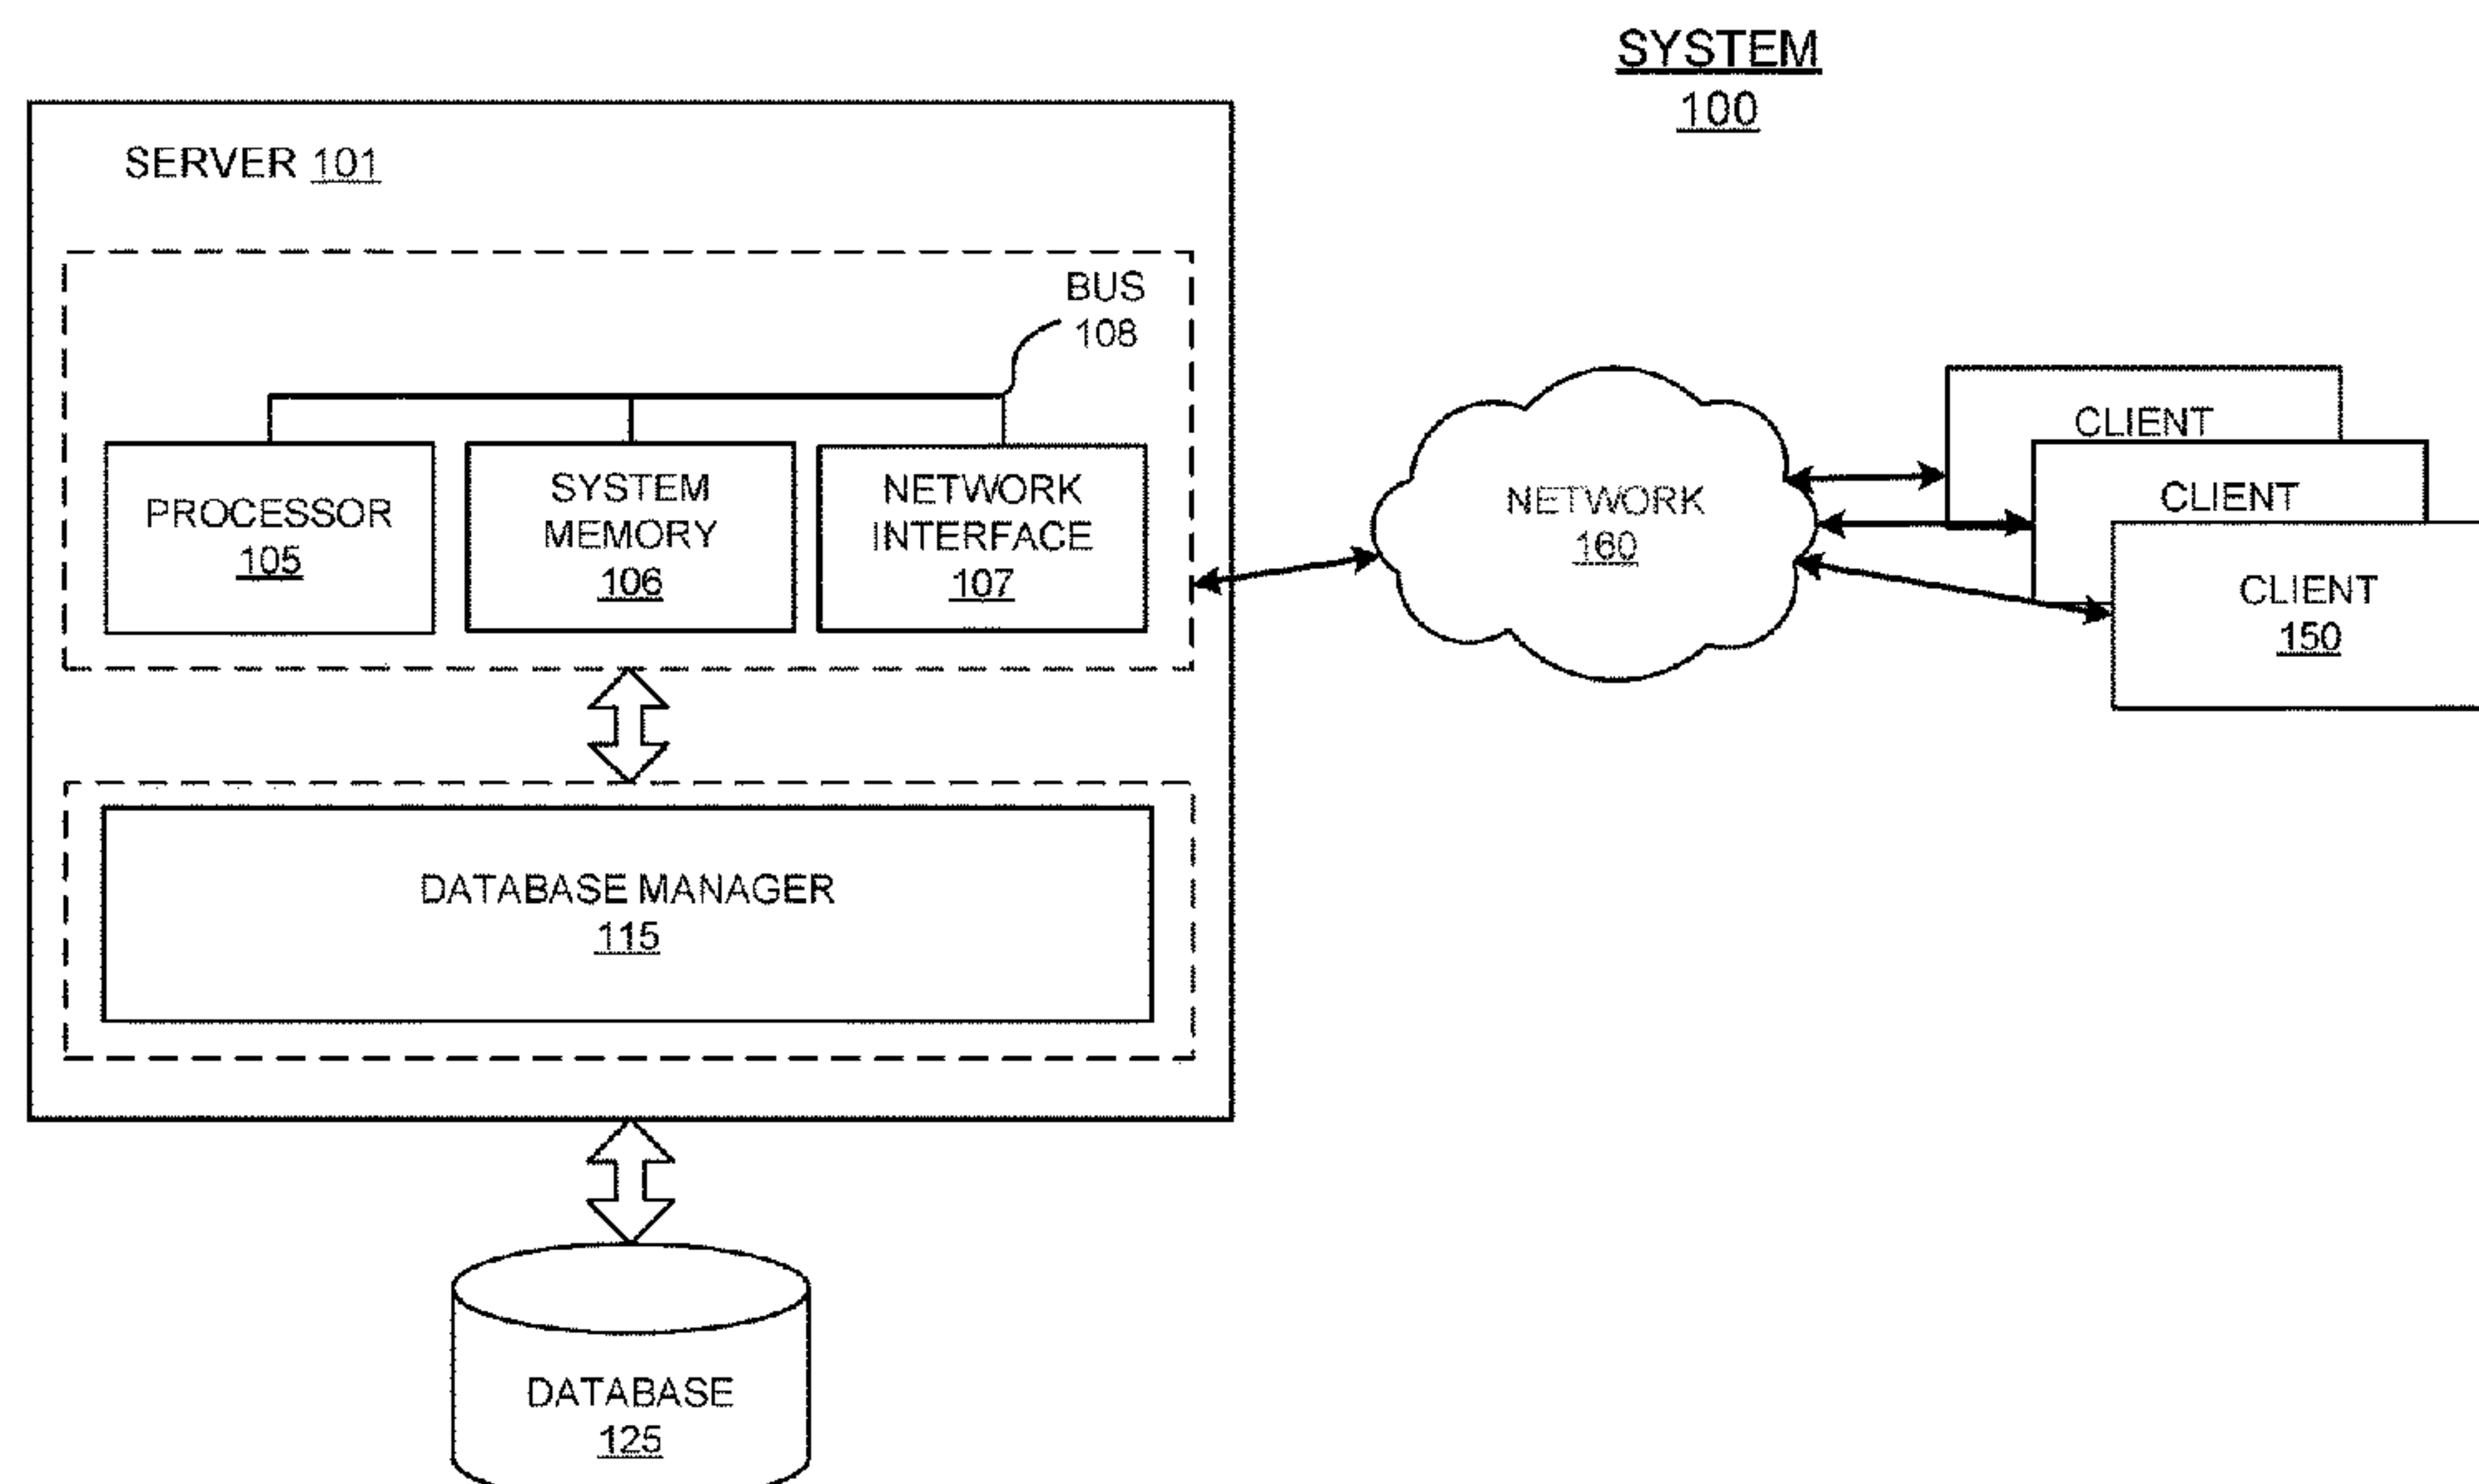 SYSTEM
100
SERVER 101
BUS
108
PROCESSOR
105
SYSTEM
MEMORY
106
NETWORK
INTERFACE
107
NETWORK
160
CLIENT
CLIENT
CLIENT
150
DATABASE MANAGER
115
DATABASE
125